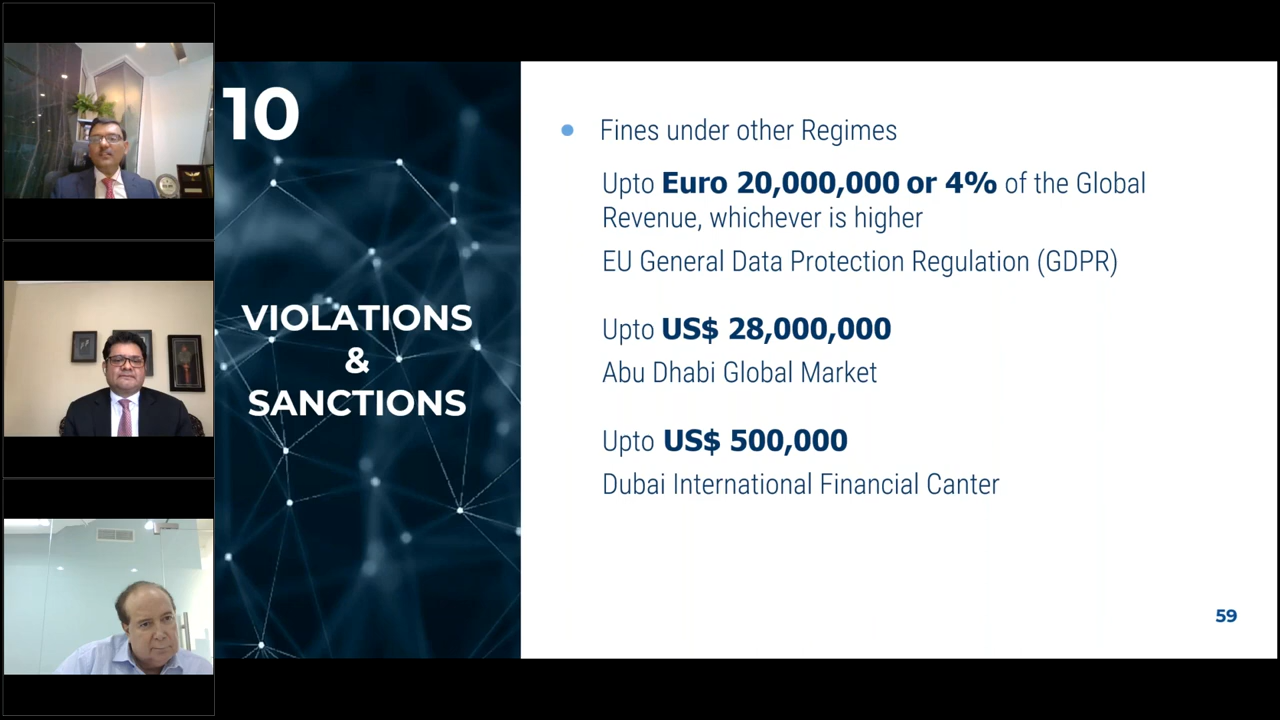 10
VIOLATIONS
&
SANCTIONS
Fines under other Regimes
Upto Euro 20,000,000 or 4% of the Global
Revenue, whichever is higher
EU General Data Protection Regulation (GDPR)
Upto US$ 28,000,000
Abu Dhabi Global Market
Upto US$ 500,000
Dubai International Financial Canter
59